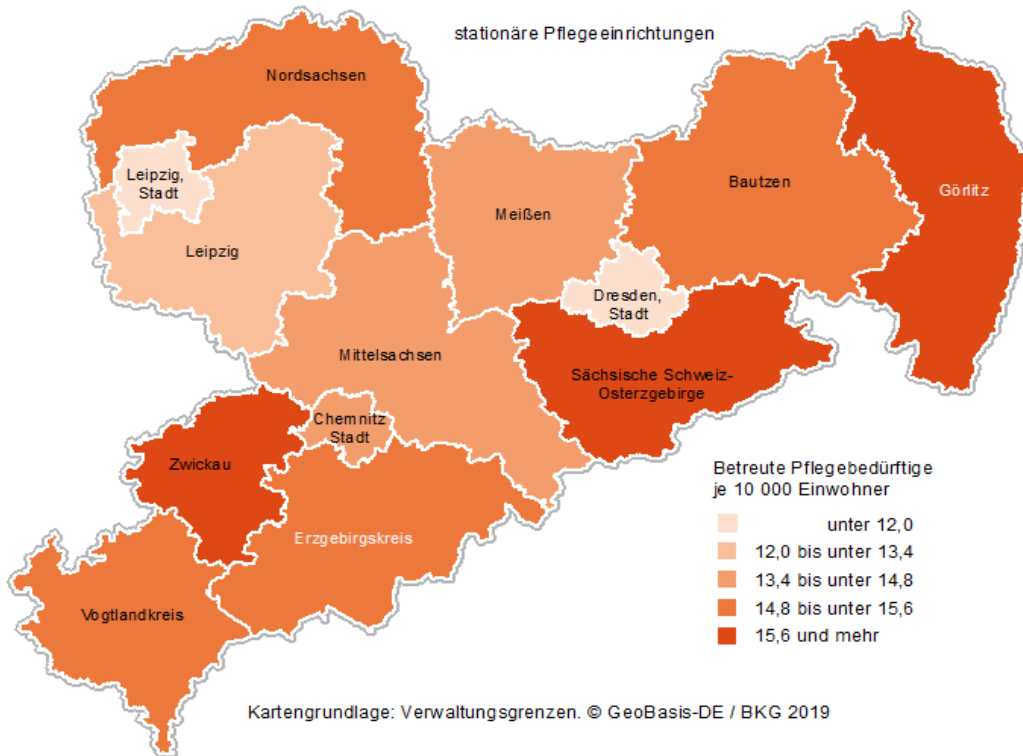 stationäre Pflegeeinrichtungen
Nordsachsen
Leipzig,
Stadt
Leipzig
Meißen
Bautzen
Görlitz
Dresden,
Stadt
Mittelsachsen
Sächsische Schweiz-
Osterzgebirge
Chemnitz
Stadt
Zwickau
Erzgebirgskreis
Vogtlandkreis
Betreute Pflegebedürftige
je 10 000 Einwohner
unter 12,0
12,0 bis unter 13,4
13,4 bis unter 14,8
14,8 bis unter 15,6
15,6 und mehr
Kartengrundlage: Verwaltungsgrenzen. © GeoBasis-DE / BKG 2019